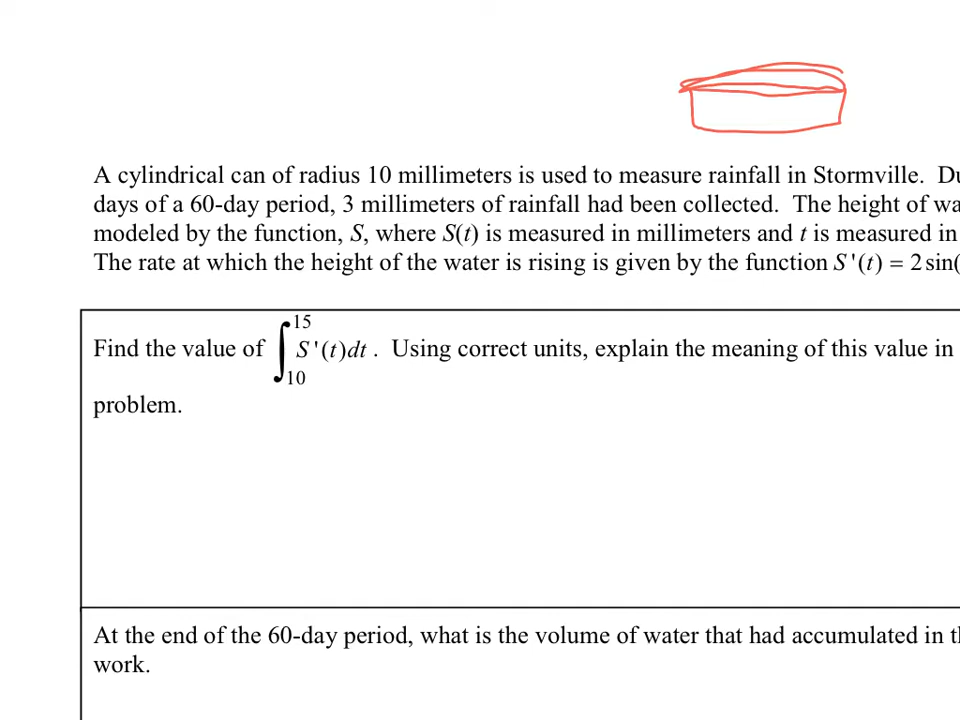 A cylindrical can of radius 10 millimeters is used to measure rainfall in Stormville. Du
days of a 60-day period, 3 millimeters of rainfall had been collected. The height of wa
modeled by the function, S, where S(t) is measured in millimeters and t is measured in
The rate at which the height of the water is rising is given by the function S'(t) = 2 sin(
Find the value of ∫₁₀¹⁵ S'(t)dt. Using correct units, explain the meaning of this value in
problem.
At the end of the 60-day period, what is the volume of water that had accumulated in th
work.